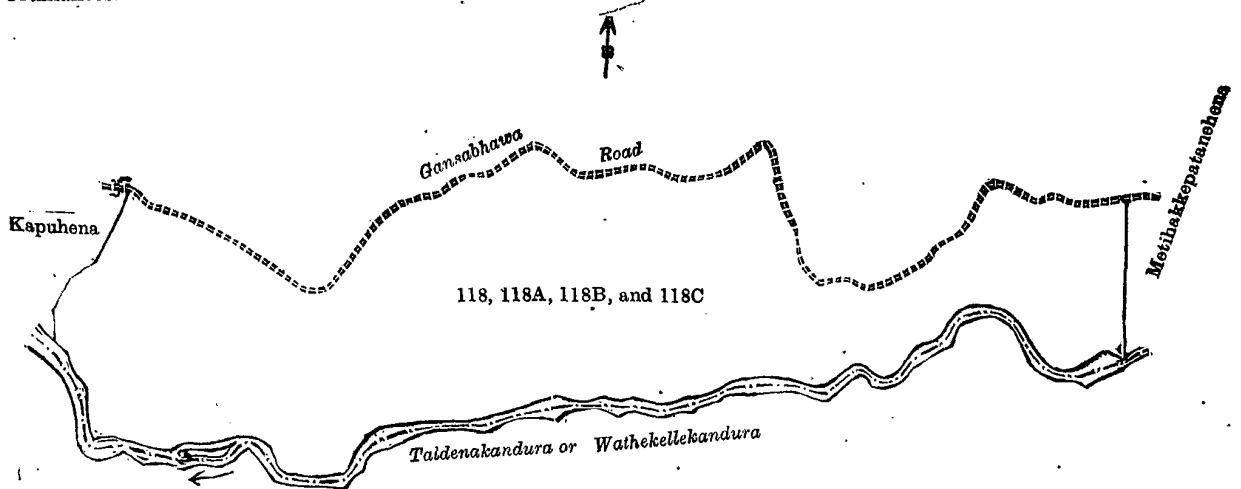 Gansabhawa Road
Kapuhena
Metihakkepatanehena
118, 118A, 118B, and 118C
Taldenakandura or Wathekellekandura